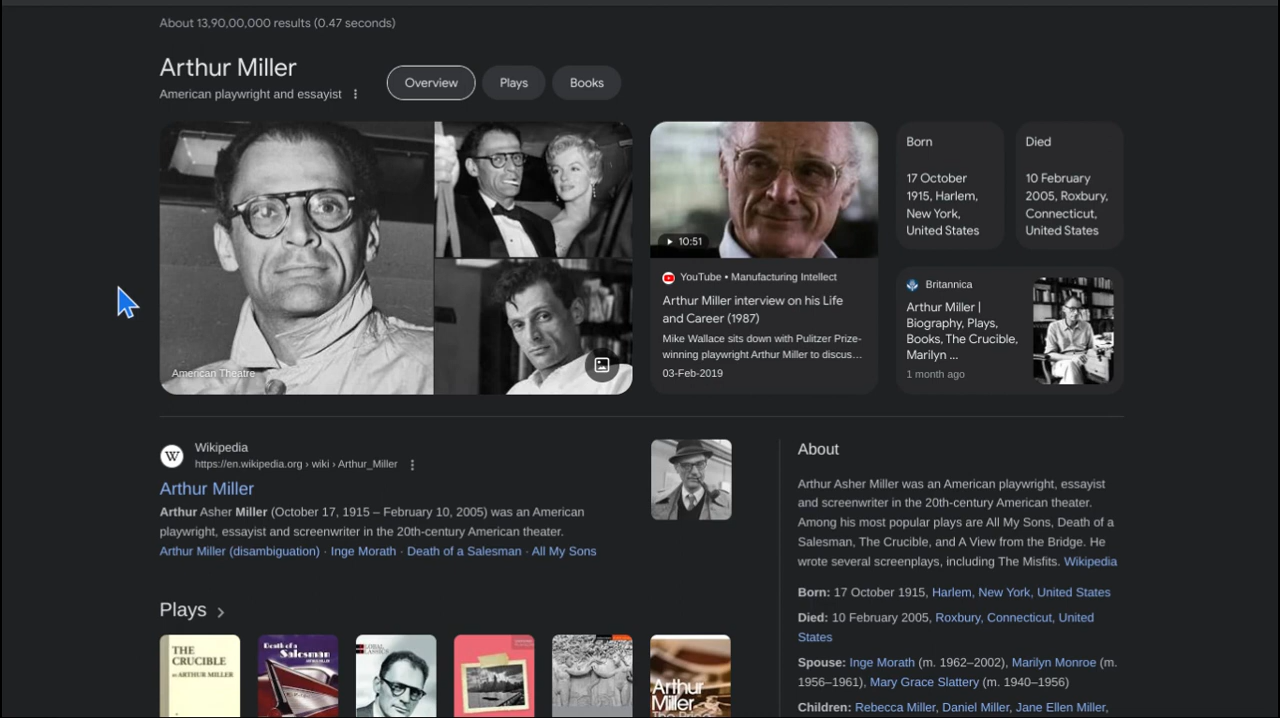 About 13,90,00,000 results (0.47 seconds)
Arthur Miller
American playwright and essayist
Overview
Plays
Books
American Theatre
10:51
YouTube • Manufacturing Intellect
Arthur Miller interview on his Life
and Career (1987)
Mike Wallace sits down with Pulitzer Prize-
winning playwright Arthur Miller to discus...
03-Feb-2019
Born
17 October
1915, Harlem,
New York,
United States
Died
10 February
2005, Roxbury,
Connecticut,
United States
Britannica
Arthur Miller |
Biography, Plays,
Books, The Crucible,
Marilyn ...
1 month ago
W
Wikipedia
https://en.wikipedia.org › wiki › Arthur_Miller
Arthur Miller
Arthur Asher Miller (October 17, 1915 – February 10, 2005) was an American
playwright, essayist and screenwriter in the 20th-century American theater.
Arthur Miller (disambiguation) · Inge Morath · Death of a Salesman · All My Sons
Plays
THE
CRUCIBLE
ARTHUR MILLER
Death of a
Salesman
CLASSICS
Arthur
Miller
About
Arthur Asher Miller was an American playwright, essayist
and screenwriter in the 20th-century American theater.
Among his most popular plays are All My Sons, Death of a
Salesman, The Crucible, and A View from the Bridge. He
wrote several screenplays, including The Misfits. Wikipedia
Born: 17 October 1915, Harlem, New York, United States
Died: 10 February 2005, Roxbury, Connecticut, United
States
Spouse: Inge Morath (m. 1962–2002), Marilyn Monroe (m.
1956–1961), Mary Grace Slattery (m. 1940–1956)
Children: Rebecca Miller, Daniel Miller, Jane Ellen Miller,